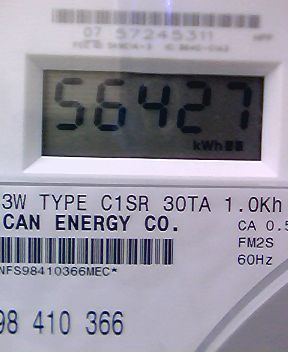 07 57245311
56427
kWh
3W TYPE C1SR 30TA 1.0Kh
CAN ENERGY CO.
CA 0.5
FM2S
60Hz
NFS98410366MEC*
98 410 366